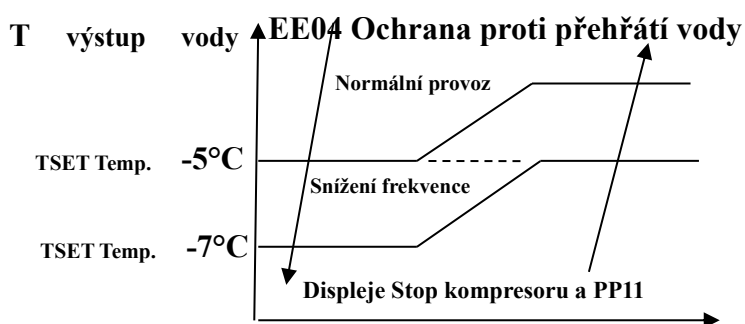 T výstup vody EE04 Ochrana proti přehřátí vody
Normální provoz
TSET Temp. -5°C
Snížení frekvence
TSET Temp. -7°C
Displeje Stop kompresoru a PP11